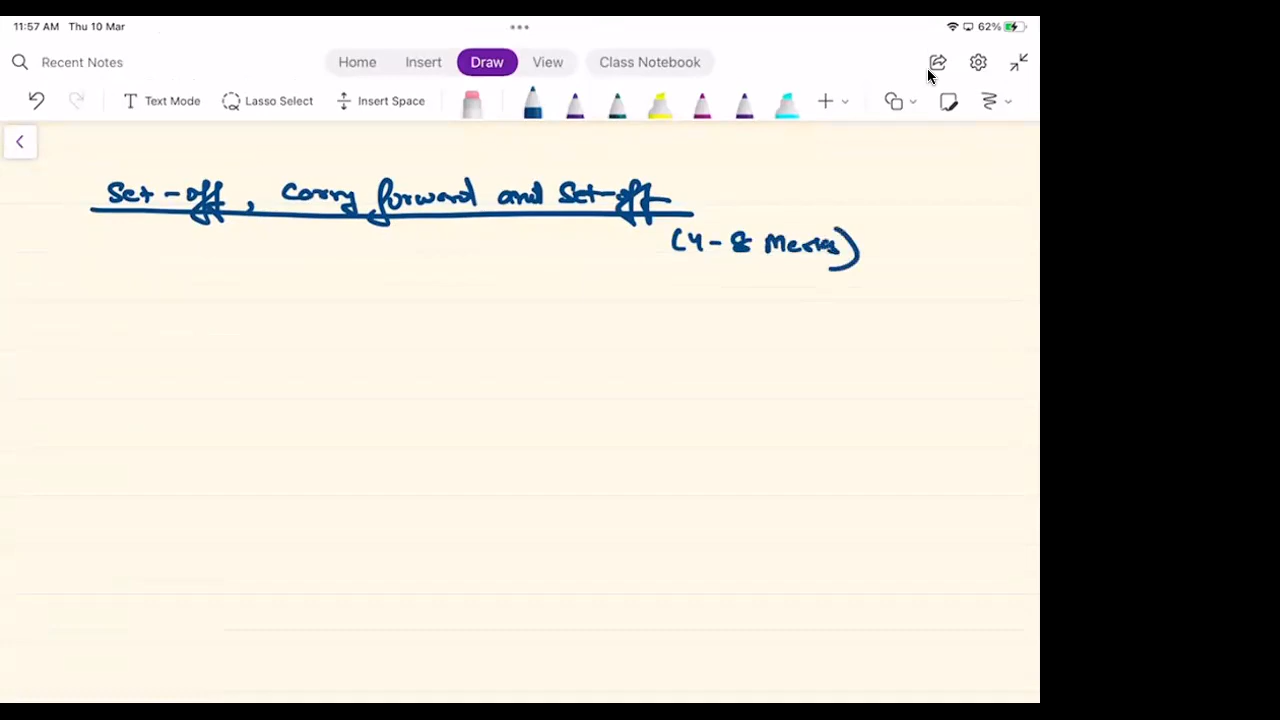 11:57 AM Thu 10 Mar
62%
Recent Notes
Home Insert Draw View Class Notebook
Text Mode Lasso Select Insert Space
Set-off, carry forward and Set-off
(4-8 Marks)